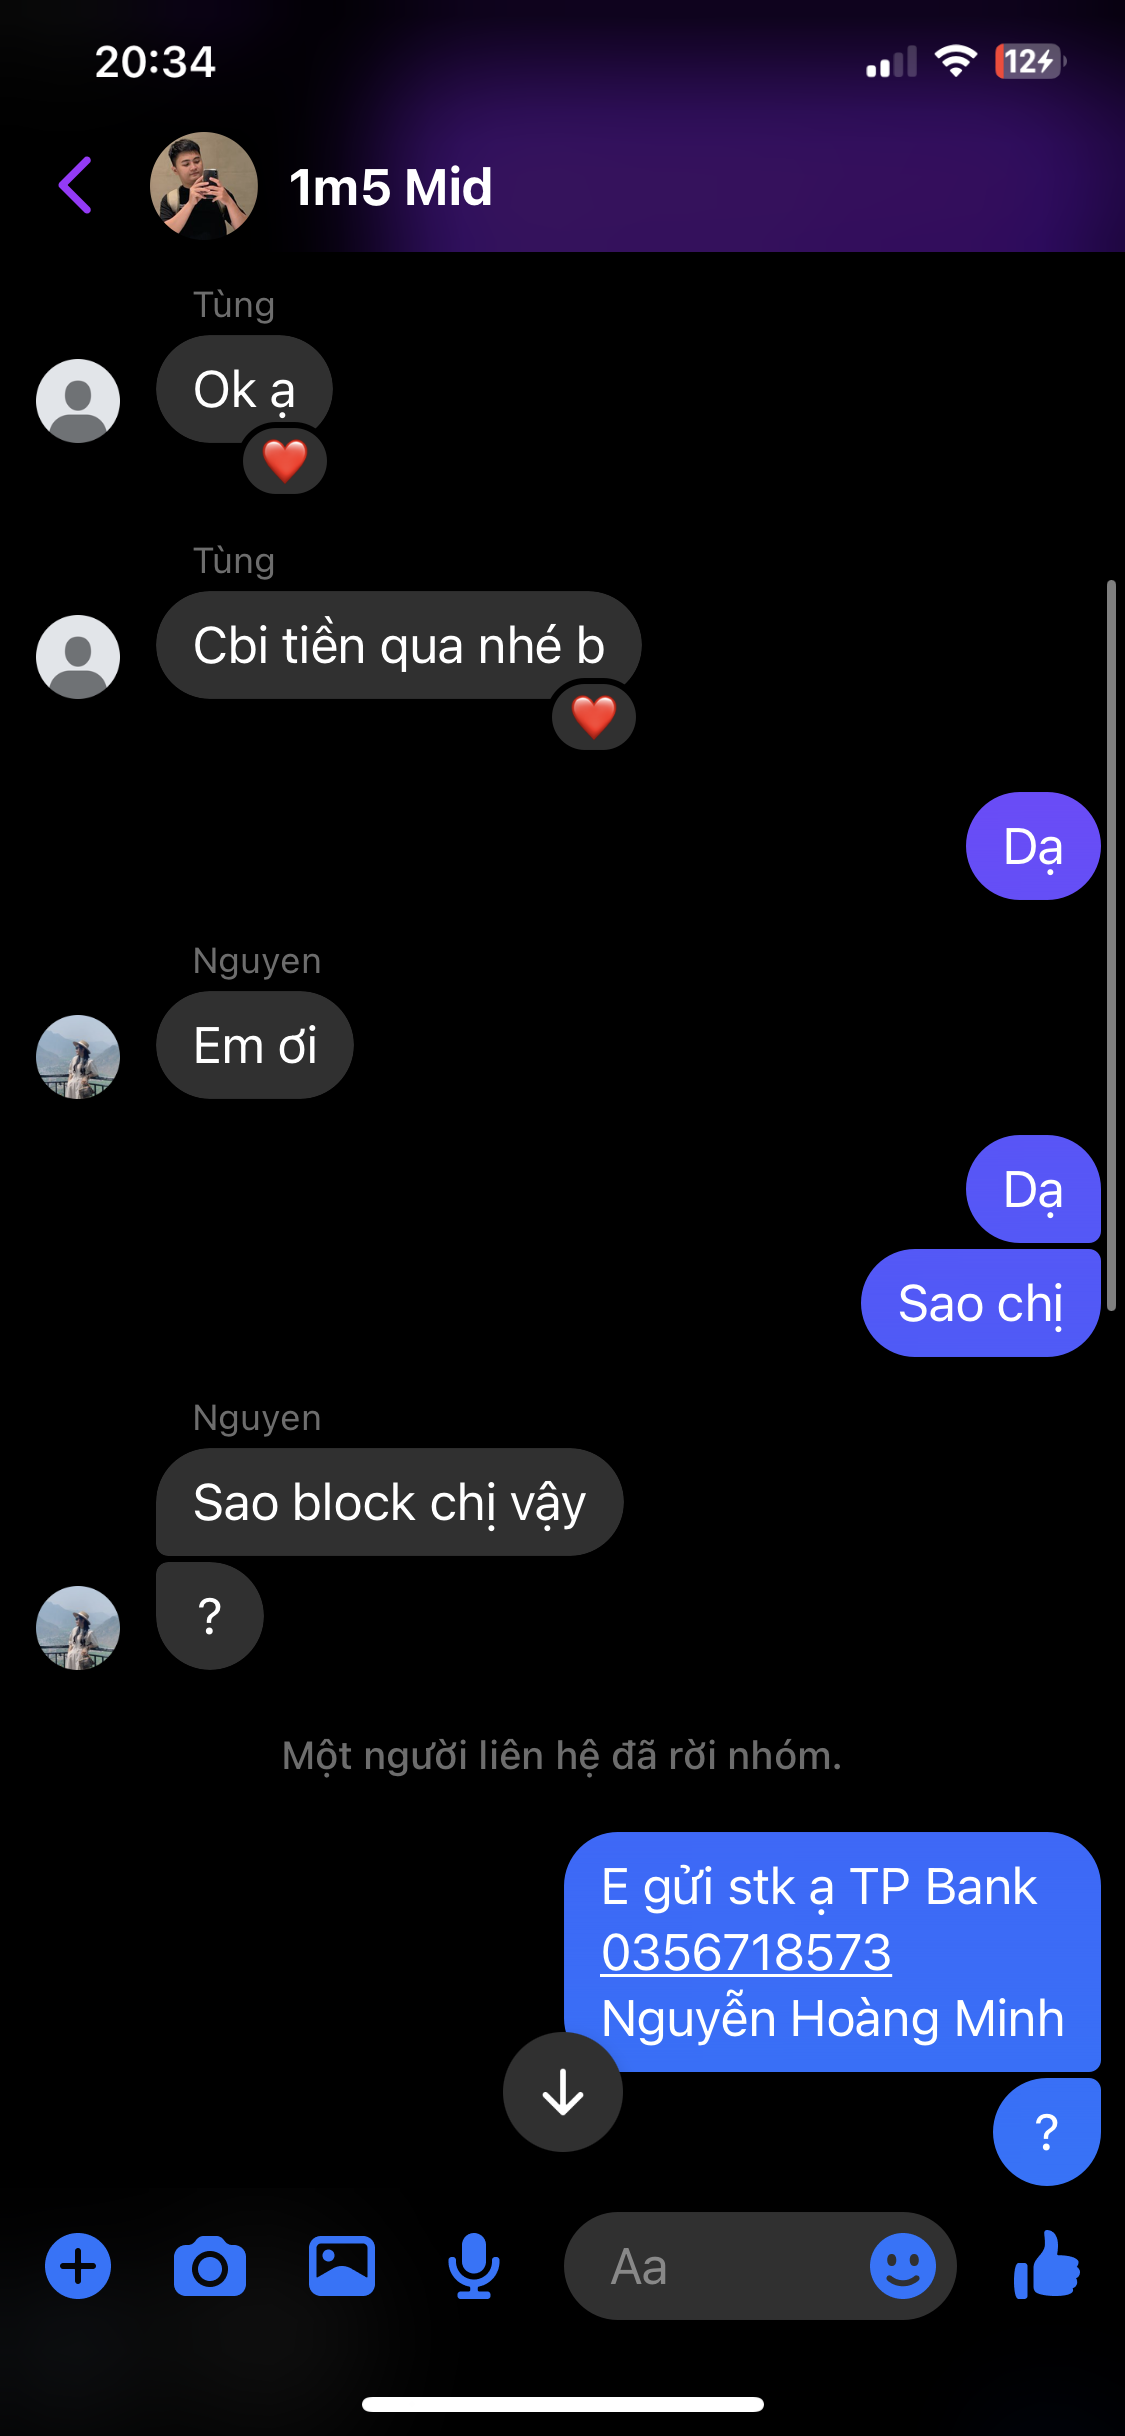 20:34
12
1m5 Mid
Tùng
Ok ạ
Tùng
Cbi tiền qua nhé b
Dạ
Nguyen
Em ơi
Dạ
Sao chị
Nguyen
Sao block chị vậy
?
Một người liên hệ đã rời nhóm.
E gửi stk ạ TP Bank
0356718573
Nguyễn Hoàng Minh
?
Aa